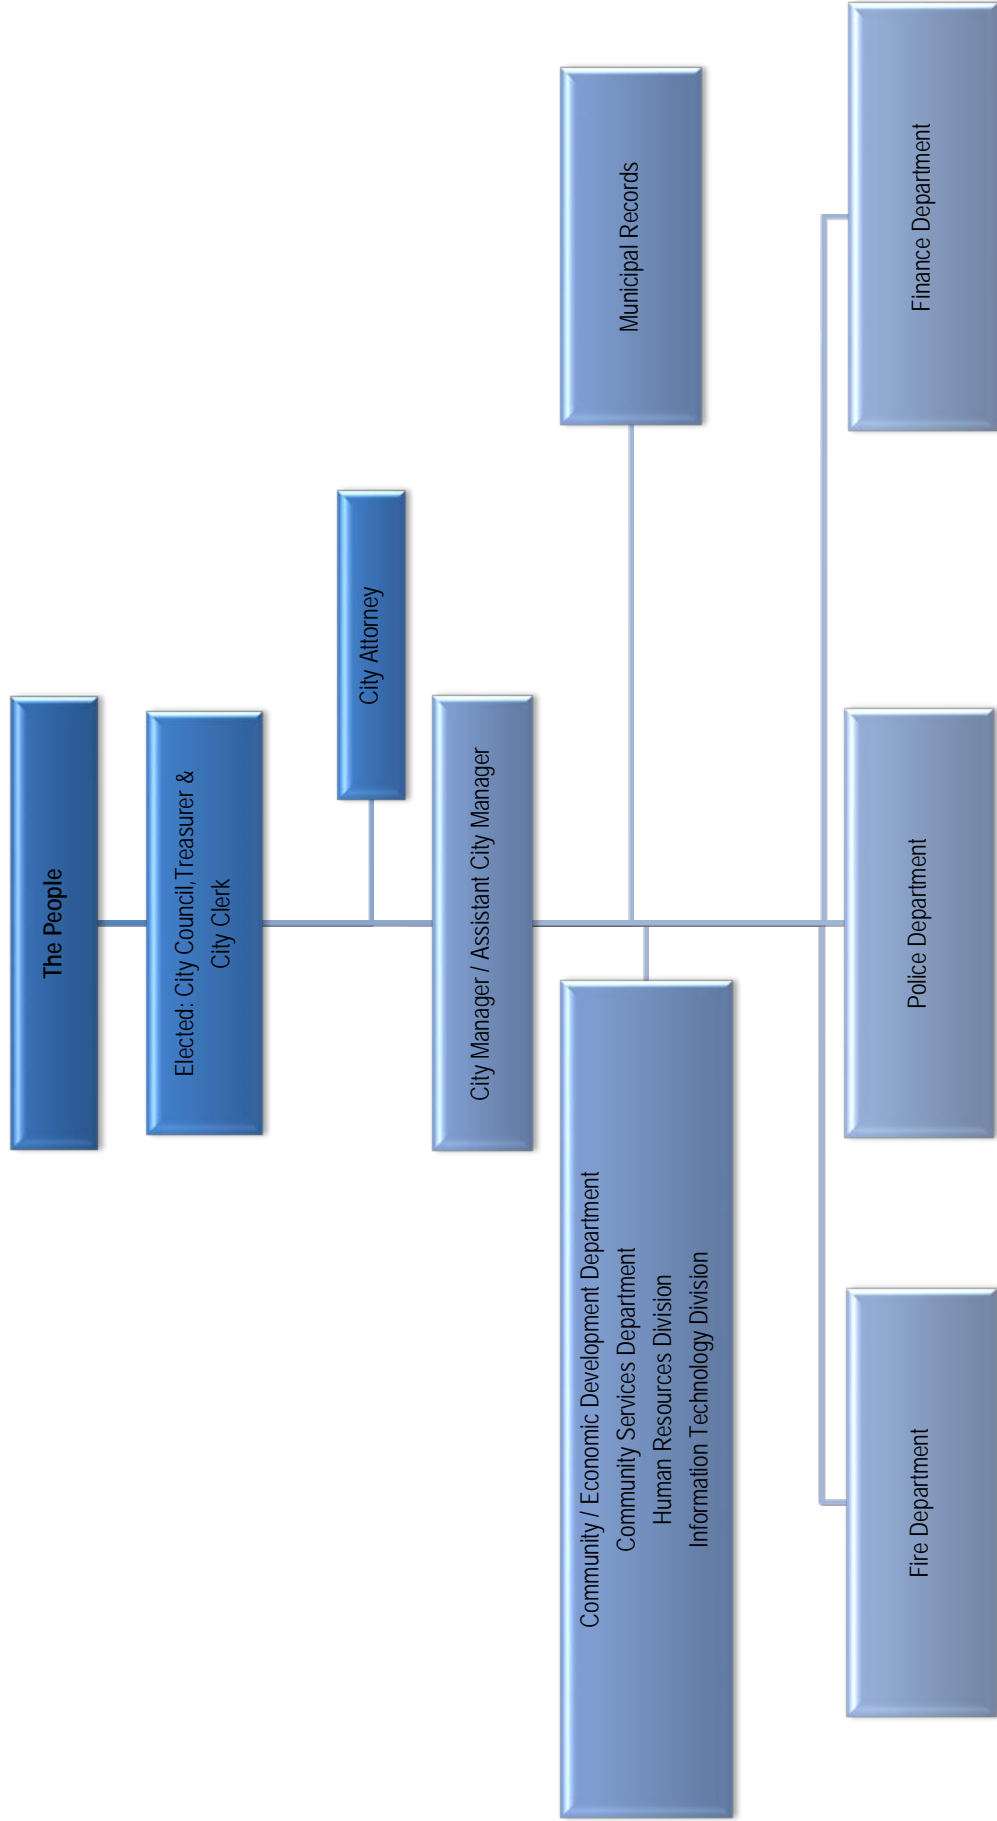 The People
Elected: City Council, Treasurer &
City Clerk
City Attorney
City Manager / Assistant City Manager
Community / Economic Development Department
Community Services Department
Human Resources Division
Information Technology Division
Municipal Records
Fire Department
Police Department
Finance Department